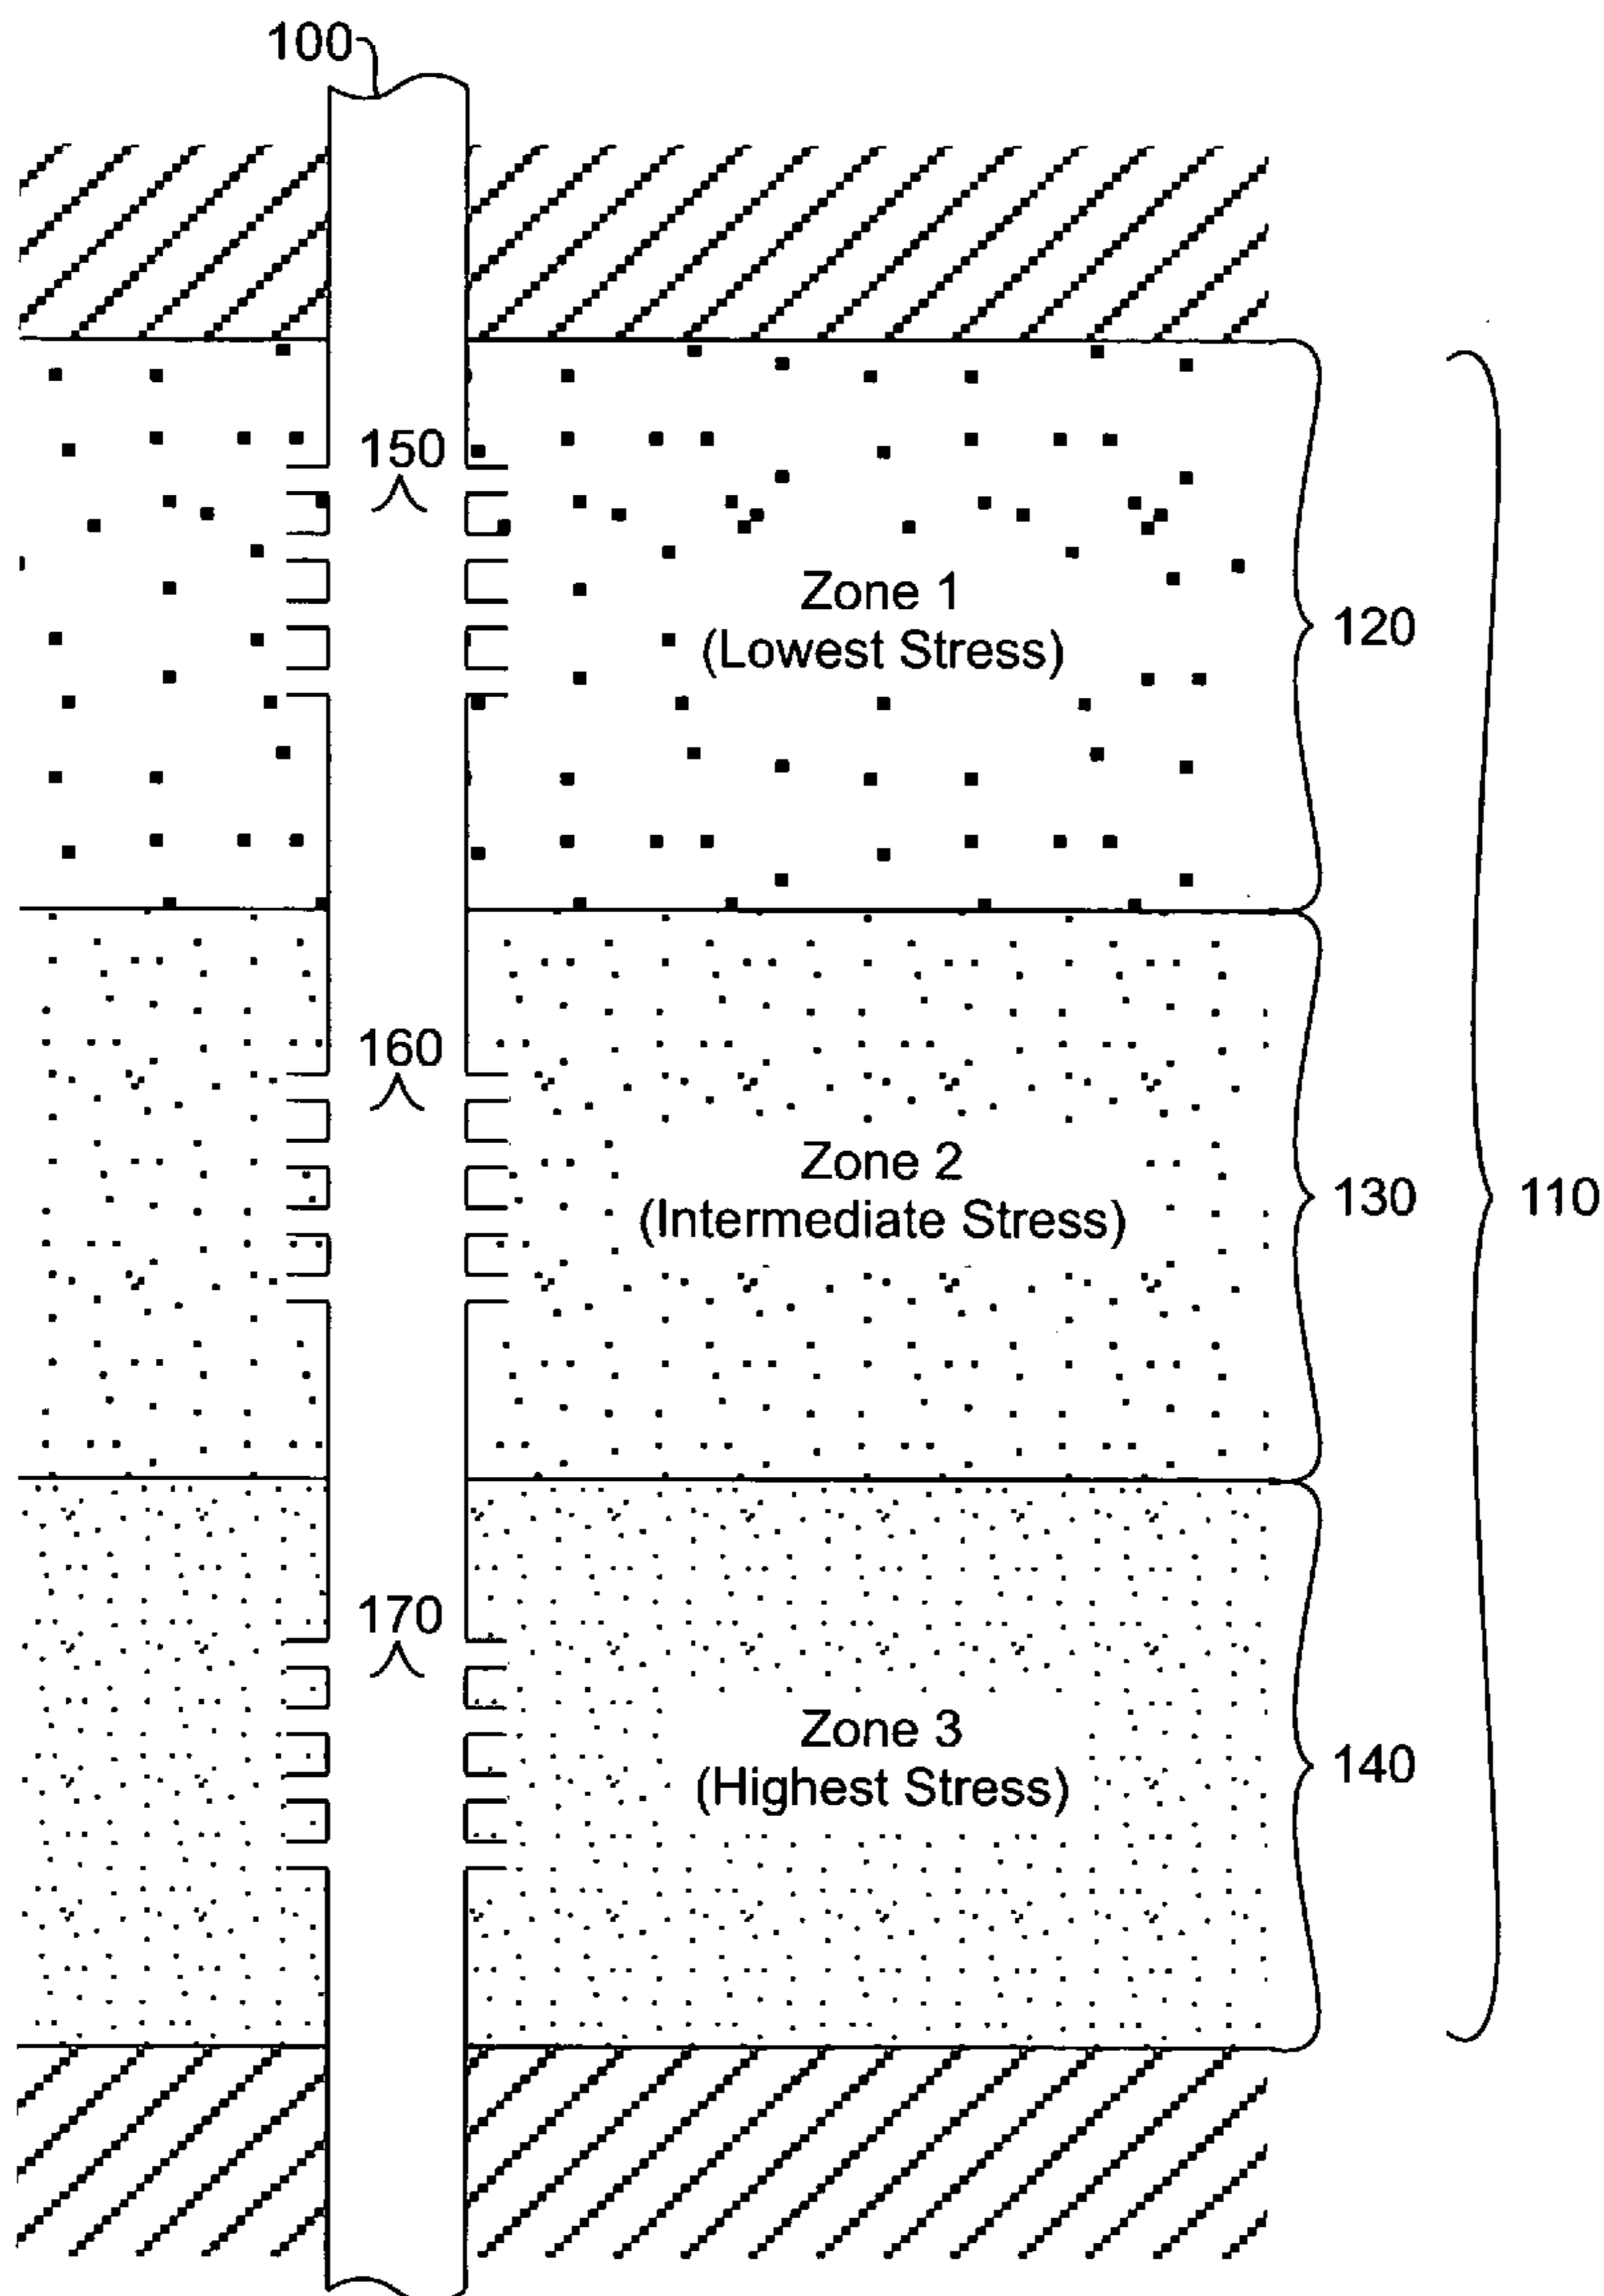 100
150
Zone 1
(Lowest Stress)
120
160
Zone 2
(Intermediate Stress)
130
110
170
Zone 3
(Highest Stress)
140